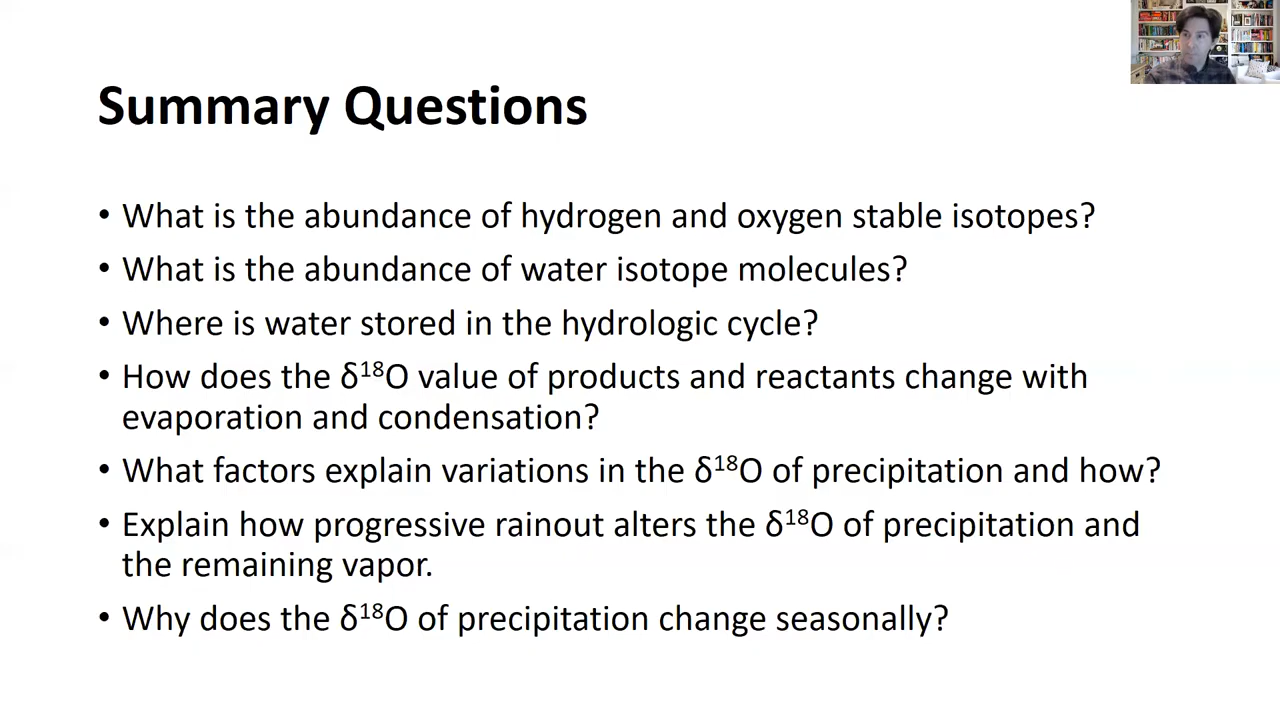 Summary Questions
• What is the abundance of hydrogen and oxygen stable isotopes?
• What is the abundance of water isotope molecules?
• Where is water stored in the hydrologic cycle?
• How does the δ¹⁸O value of products and reactants change with
evaporation and condensation?
• What factors explain variations in the δ¹⁸O of precipitation and how?
• Explain how progressive rainout alters the δ¹⁸O of precipitation and
the remaining vapor.
• Why does the δ¹⁸O of precipitation change seasonally?